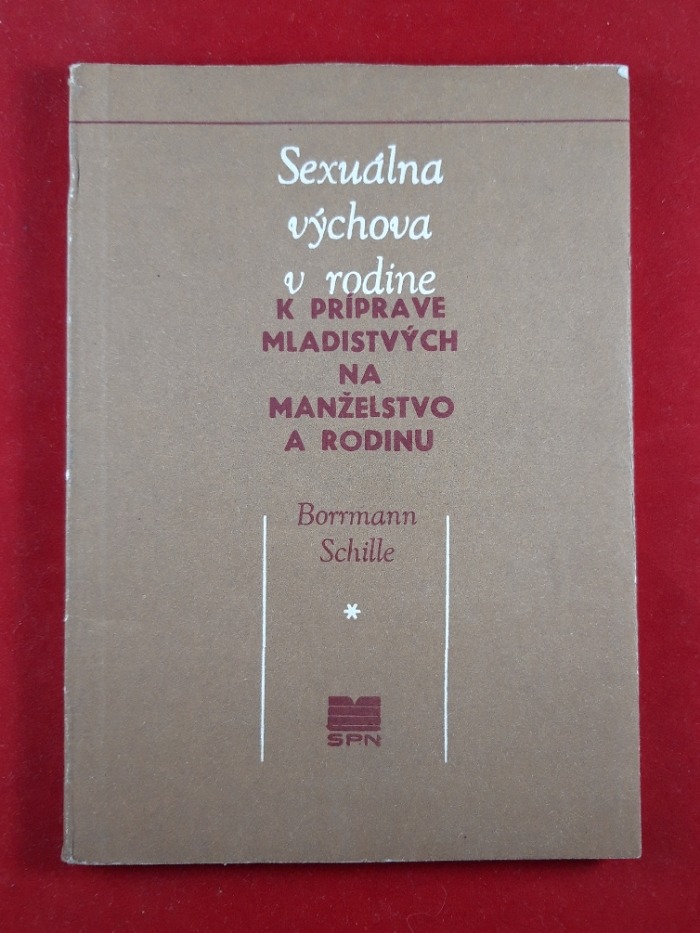 Sexuálna
výchova
v rodine
K PRÍPRAVE
MLADISTVÝCH
NA
MANŽELSTVO
A RODINU
Borrmann
Schille
*
SPN